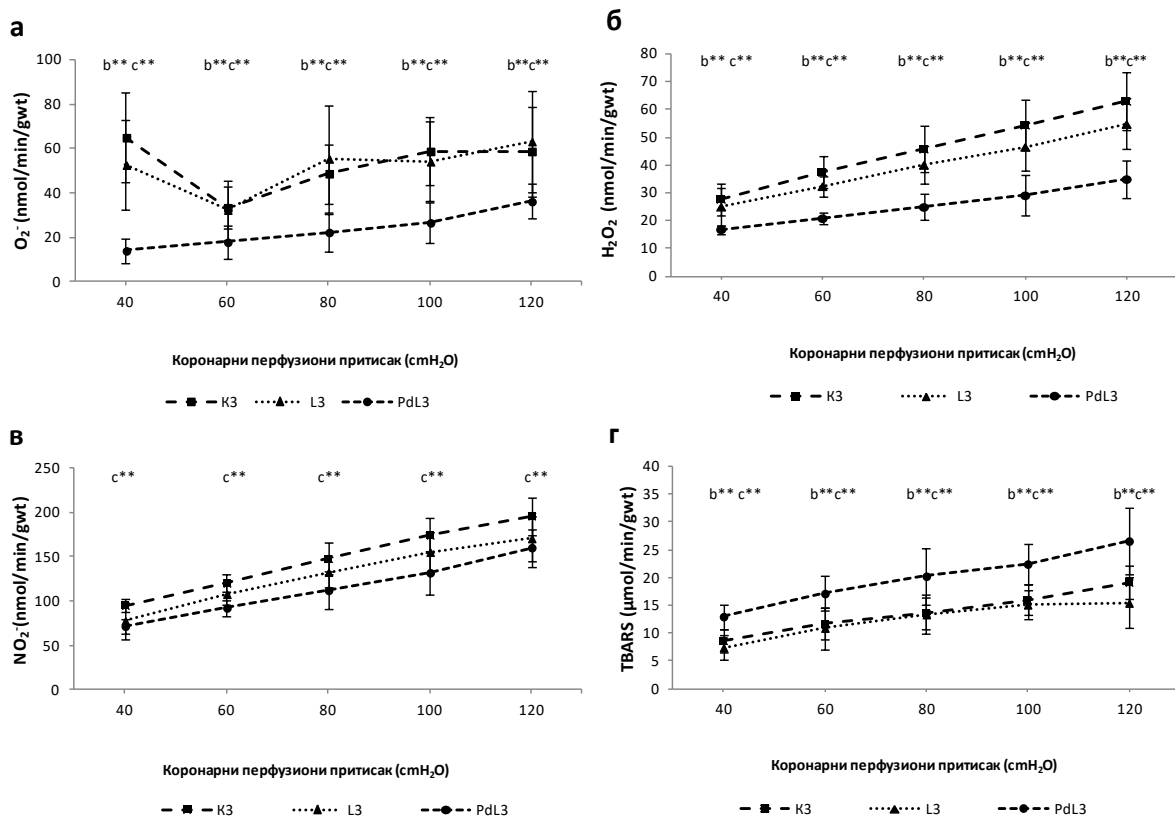 а
b** c** b**c** b**c** b**c** b**c**
100
80
60
40
20
0
O₂⁻ (nmol/min/gwt)
40 60 80 100 120
Коронарни перфузиони притисак (cmH₂O)
К3 L3 PdL3
б
b** c** b**c** b**c** b**c** b**c**
80
70
60
50
40
30
20
10
0
H₂O₂ (nmol/min/gwt)
40 60 80 100 120
Коронарни перфузиони притисак (cmH₂O)
К3 L3 PdL3
в
c** c** c** c** c**
250
200
150
100
50
0
NO₂⁻(nmol/min/gwt)
40 60 80 100 120
Коронарни перфузиони притисак (cmH₂O)
К3 L3 PdL3
г
b** c** b**c** b**c** b**c** b**c**
40
35
30
25
20
15
10
5
0
TBARS (μmol/min/gwt)
40 60 80 100 120
Коронарни перфузиони притисак (cmH₂O)
К3 L3 PdL3